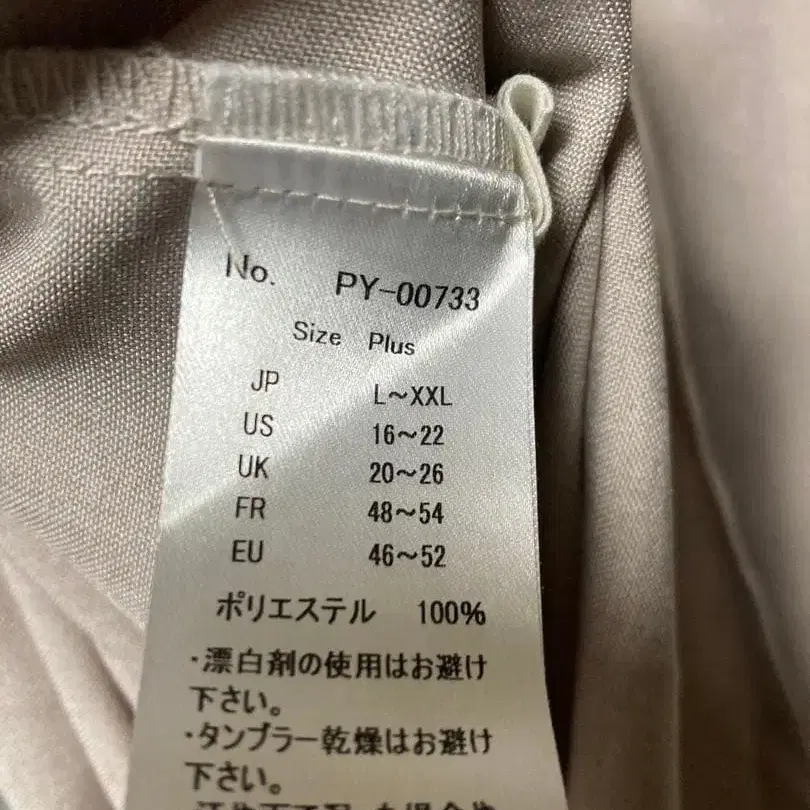 No. PY-00733
Size Plus
JP L～XXL
US 16～22
UK 20～26
FR 48～54
EU 46～52
ポリエステル 100%
・漂白剤の使用はお避け
下さい。
・タンブラー乾燥はお避け
下さい。